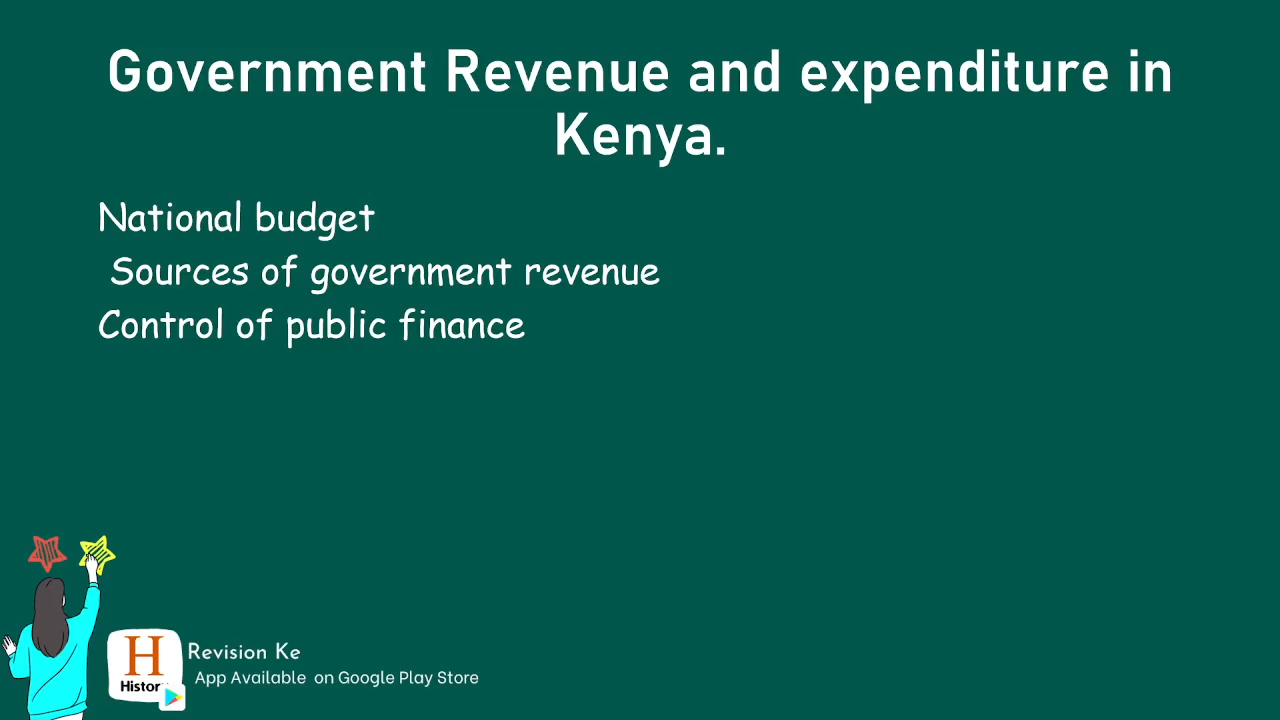 Government Revenue and expenditure in
Kenya.
National budget
Sources of government revenue
Control of public finance
H
History
Revision Ke
App Available on Google Play Store